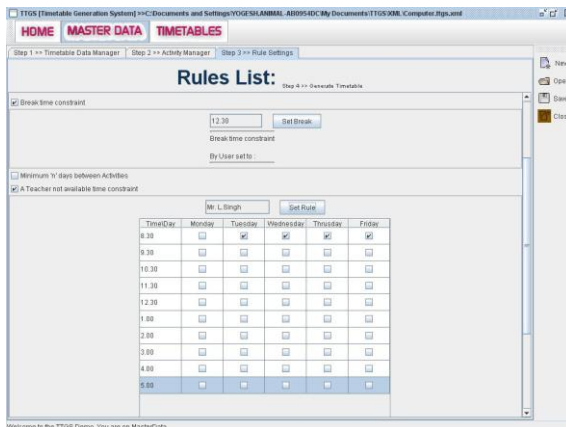 TTGS [Timetable Generation System] >>C:\Documents and Settings\YOGESH.ANIMAL-AB0954DC\My Documents\TTGS\XML\Computer.ttgs.xml
HOME MASTER DATA TIMETABLES
Step 1 >> Timetable Data Manager Step 2 >> Activity Manager Step 3 >> Rule Settings
Rules List: Step 4 >> Generate Timetable
New
Open
Save
Break time constraint
12.30 Set Break
Break time constraint
By User set to :
Minimum 'n' days between Activities
A Teacher not available time constraint
Mr. L.Singh Set Rule
Time\Day Monday Tuesday Wednesday Thrusday Friday
8.30
9.30
10.30
11.30
12.30
1.00
2.00
3.00
4.00
5.00
Welcome to the TTGS Demo. You are on MasterData